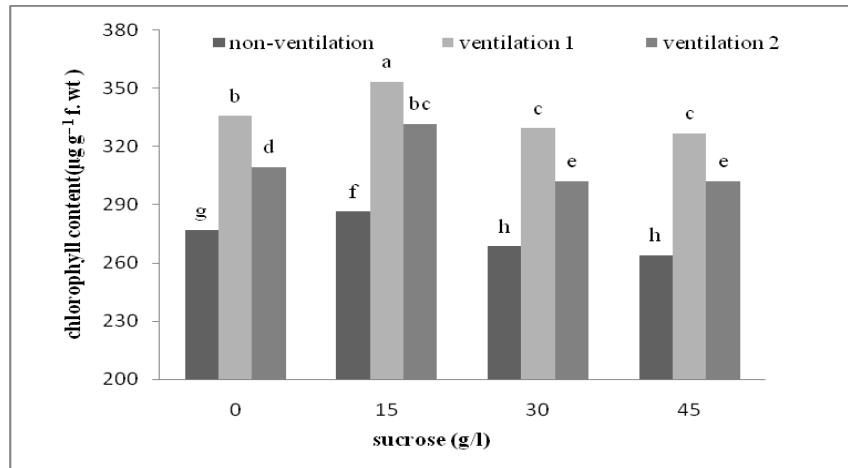 380
350
320
290
260
230
200
chlorophyll content(µg g⁻¹ f. wt )
non-ventilation ventilation 1 ventilation 2
g b d
f a bc
h c e
h c e
0 15 30 45
sucrose (g/l)